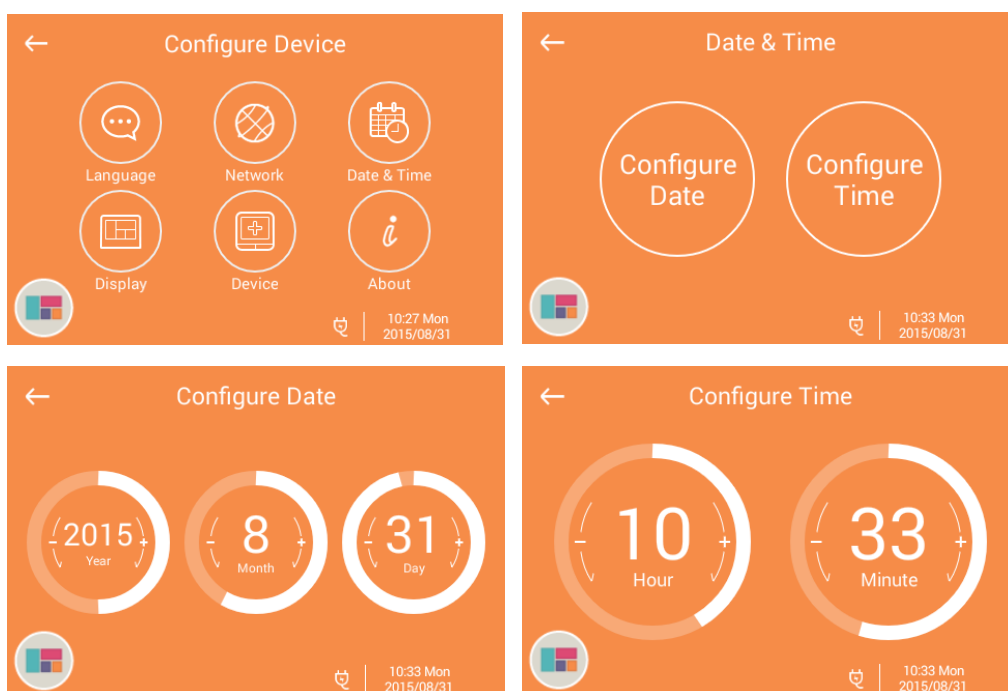 Configure Device
Language Network Date & Time
Display Device About
10:27 Mon
2015/08/31
Date & Time
Configure
Date
Configure
Time
10:33 Mon
2015/08/31
Configure Date
2015
Year
8
Month
31
Day
10:33 Mon
2015/08/31
Configure Time
10
Hour
33
Minute
10:33 Mon
2015/08/31